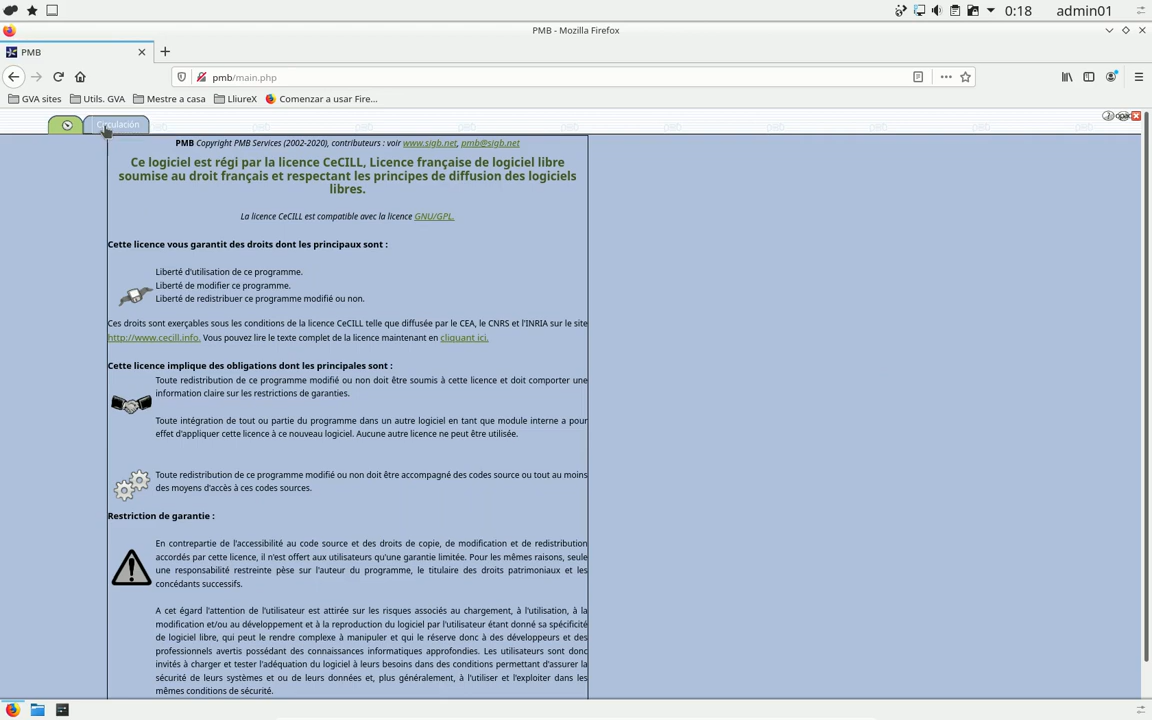 0:18 admin01
PMB - Mozilla Firefox
PMB
pmb/main.php
GVA sites Utils. GVA Mestre a casa LliureX Comenzar a usar Fire...
Circulación
opac
PMB Copyright PMB Services (2002-2020), contributeurs : voir www.sigb.net, pmb@sigb.net
Ce logiciel est régi par la licence CeCILL, Licence française de logiciel libre
soumise au droit français et respectant les principes de diffusion des logiciels
libres.
La licence CeCILL est compatible avec la licence GNU/GPL.
Cette licence vous garantit des droits dont les principaux sont :
Liberté d'utilisation de ce programme.
Liberté de modifier ce programme.
Liberté de redistribuer ce programme modifié ou non.
Ces droits sont exerçables sous les conditions de la licence CeCILL telle que diffusée par le CEA, le CNRS et l'INRIA sur le site
http://www.cecill.info. Vous pouvez lire le texte complet de la licence maintenant en cliquant ici.
Cette licence implique des obligations dont les principales sont :
Toute redistribution de ce programme modifié ou non doit être soumis à cette licence et doit comporter une
information claire sur les restrictions de garanties.
Toute intégration de tout ou partie du programme dans un autre logiciel en tant que module interne a pour
effet d'appliquer cette licence à ce nouveau logiciel. Aucune autre licence ne peut être utilisée.
Toute redistribution de ce programme modifié ou non doit être accompagné des codes source ou tout au moins
des moyens d'accès à ces codes sources.
Restriction de garantie :
En contrepartie de l'accessibilité au code source et des droits de copie, de modification et de redistribution
accordés par cette licence, il n'est offert aux utilisateurs qu'une garantie limitée. Pour les mêmes raisons, seule
une responsabilité restreinte pèse sur l'auteur du programme, le titulaire des droits patrimoniaux et les
concédants successifs.
A cet égard l'attention de l'utilisateur est attirée sur les risques associés au chargement, à l'utilisation, à la
modification et/ou au développement et à la reproduction du logiciel par l'utilisateur étant donné sa spécificité
de logiciel libre, qui peut le rendre complexe à manipuler et qui le réserve donc à des développeurs et des
professionnels avertis possédant des connaissances informatiques approfondies. Les utilisateurs sont donc
invités à charger et tester l'adéquation du logiciel à leurs besoins dans des conditions permettant d'assurer la
sécurité de leurs systèmes et ou de leurs données et, plus généralement, à l'utiliser et l'exploiter dans les
mêmes conditions de sécurité.